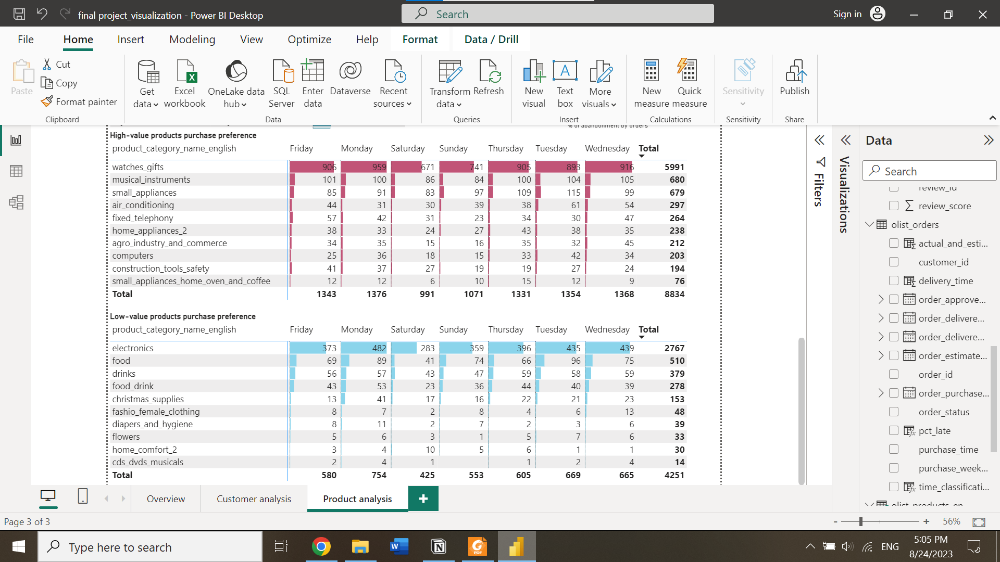 final project_visualization - Power BI Desktop
Search
Sign in
File Home Insert Modeling View Optimize Help Format Data / Drill
Paste
Cut
Copy
Format painter
Clipboard
Get data
Excel workbook
OneLake data hub
SQL Server
Enter data
Dataverse
Recent sources
Data
Transform data
Refresh
Queries
New visual
Text box
More visuals
Insert
New measure
Quick measure
Calculations
Sensitivity
Sensitivity
Publish
Share
% of abandonment by orders
High-value products purchase preference
product_category_name_english Friday Monday Saturday Sunday Thursday Tuesday Wednesday Total
watches_gifts 906 959 671 741 905 893 916 5991
musical_instruments 101 100 86 84 100 104 105 680
small_appliances 85 91 83 97 109 115 99 679
air_conditioning 44 31 30 39 38 61 54 297
fixed_telephony 57 42 31 23 34 30 47 264
home_appliances_2 38 33 24 27 43 38 35 238
agro_industry_and_commerce 34 35 15 16 35 32 45 212
computers 25 36 18 15 33 42 34 203
construction_tools_safety 41 37 27 19 19 27 24 194
small_appliances_home_oven_and_coffee 12 12 6 10 15 12 9 76
Total 1343 1376 991 1071 1331 1354 1368 8834
Low-value products purchase preference
product_category_name_english Friday Monday Saturday Sunday Thursday Tuesday Wednesday Total
electronics 373 482 283 359 396 435 439 2767
food 69 89 41 74 66 96 75 510
drinks 56 57 43 47 59 58 59 379
food_drink 43 53 23 36 44 40 39 278
christmas_supplies 13 41 17 16 22 21 23 153
fashio_female_clothing 8 7 2 8 4 6 13 48
diapers_and_hygiene 8 11 2 7 2 3 6 39
flowers 5 6 3 1 5 7 6 33
home_comfort_2 3 4 10 5 6 1 1 30
cds_dvds_musicals 2 4 1 1 2 4 14
Total 580 754 425 553 605 669 665 4251
Filters
Visualizations
Data
Search
review_id
review_score
olist_orders
actual_and_esti...
customer_id
delivery_time
order_approve...
order_delivere...
order_delivere...
order_estimate...
order_id
order_purchase...
order_status
pct_late
purchase_time
purchase_week...
time_classificati...
olist_products_en
Overview Customer analysis Product analysis
Page 3 of 3
- + 56%
Type here to search
ENG
5:05 PM
8/24/2023